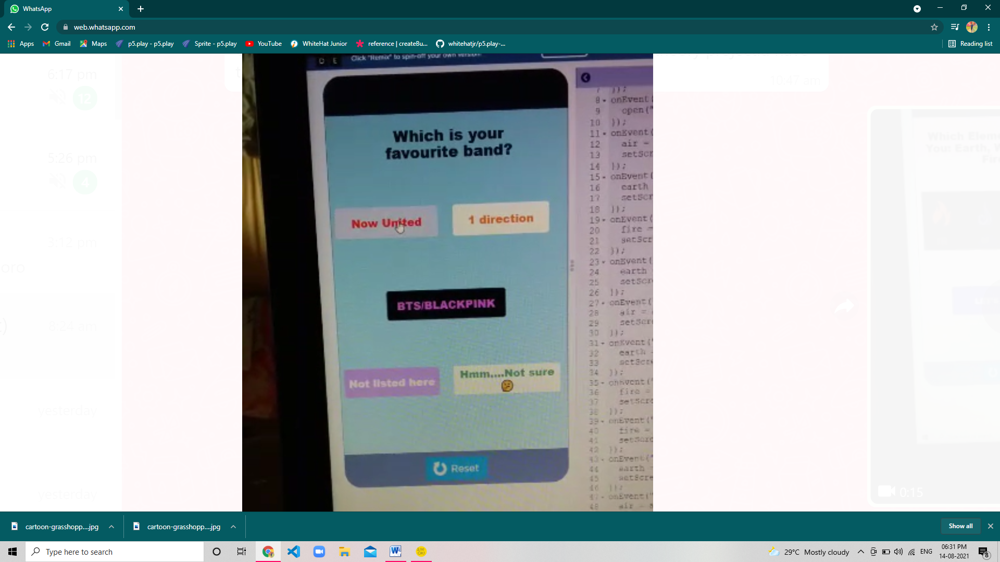 WhatsApp
web.whatsapp.com
Apps
Gmail
Maps
p5.play - p5.play
Sprite - p5.play
YouTube
WhiteHat Junior
reference | createBu...
whitehatjr/p5.play-...
Reading list
6:17 pm
12
5:26 pm
4
3:12 pm
oro
8:24 am
yesterday
yesterday
10:47 am
D E
Click "Remix" to spin-off your own version
Which is your
favourite band?
Now United
1 direction
BTS/BLACKPINK
Not listed here
Hmm....Not sure
Reset
7 });
8 onEvent(
9 open("
10 });
11 onEvent(
12 air =
13 setScr
14 });
15 onEvent(
16 earth
17 setScr
18 });
19 onEvent(
20 fire =
21 setScr
22 });
23 onEvent(
24 earth
25 setScr
26 });
27 onEvent(
28 air =
29 setScr
30 });
31 onEvent("
32 earth
33 setScre
34 });
35 onEvent("
36 fire =
37 setScr
38 });
39 onEvent("
40 fire =
41 setScr
42 });
43 onEvent("
44 earth
45 setScre
46 });
47 onEvent("
48 air =
Which Eleme
You: Earth, W
Fire
0:15
cartoon-grasshopp....jpg
cartoon-grasshopp....jpg
Show all
Type here to search
29°C Mostly cloudy
ENG
06:31 PM
14-08-2021
8